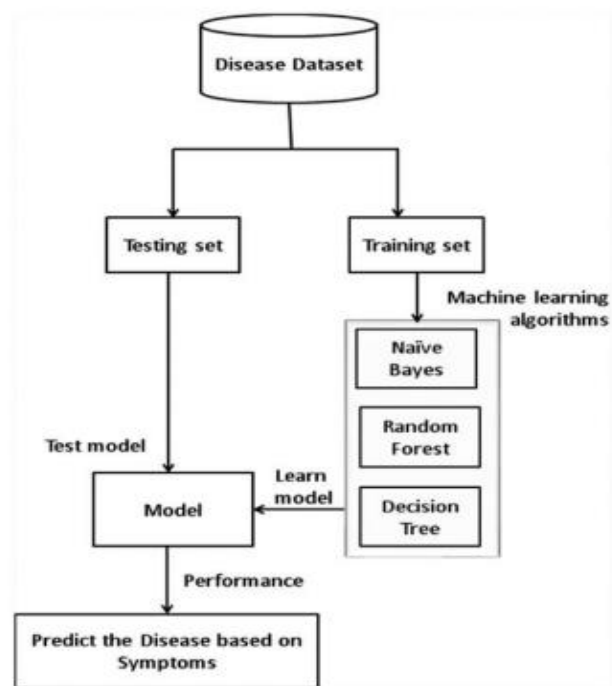 Disease Dataset
Testing set
Training set
Machine learning
algorithms
Naïve
Bayes
Random
Forest
Decision
Tree
Test model
Learn
model
Model
Performance
Predict the Disease based on
Symptoms